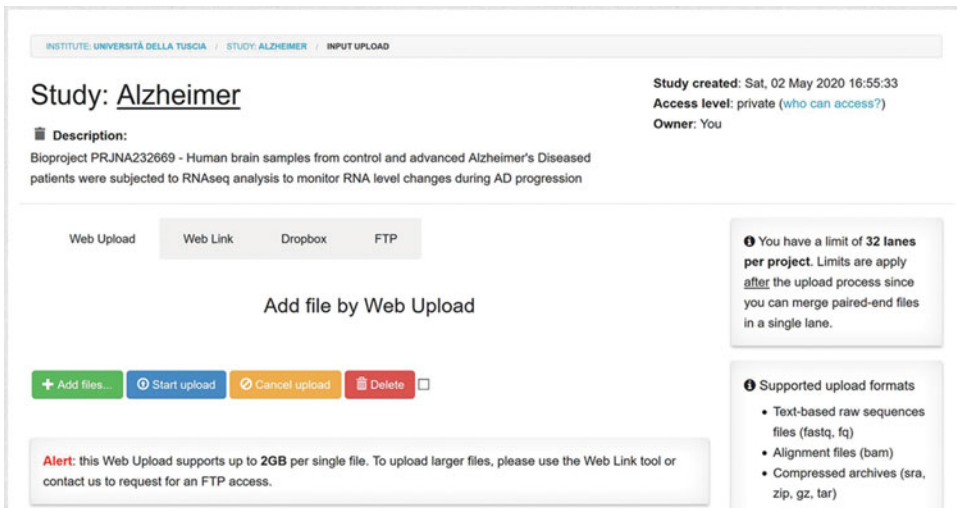 INSTITUTE: UNIVERSITÀ DELLA TUSCIA / STUDY: ALZHEIMER / INPUT UPLOAD
Study: Alzheimer
Study created: Sat, 02 May 2020 16:55:33
Access level: private (who can access?)
Owner: You
Description:
Bioproject PRJNA232669 - Human brain samples from control and advanced Alzheimer's Diseased
patients were subjected to RNAseq analysis to monitor RNA level changes during AD progression
Web Upload Web Link Dropbox FTP
Add file by Web Upload
+ Add files... Start upload Cancel upload Delete
Alert: this Web Upload supports up to 2GB per single file. To upload larger files, please use the Web Link tool or
contact us to request for an FTP access.
You have a limit of 32 lanes
per project. Limits are apply
after the upload process since
you can merge paired-end files
in a single lane.
Supported upload formats
• Text-based raw sequences
files (fastq, fq)
• Alignment files (bam)
• Compressed archives (sra,
zip, gz, tar)